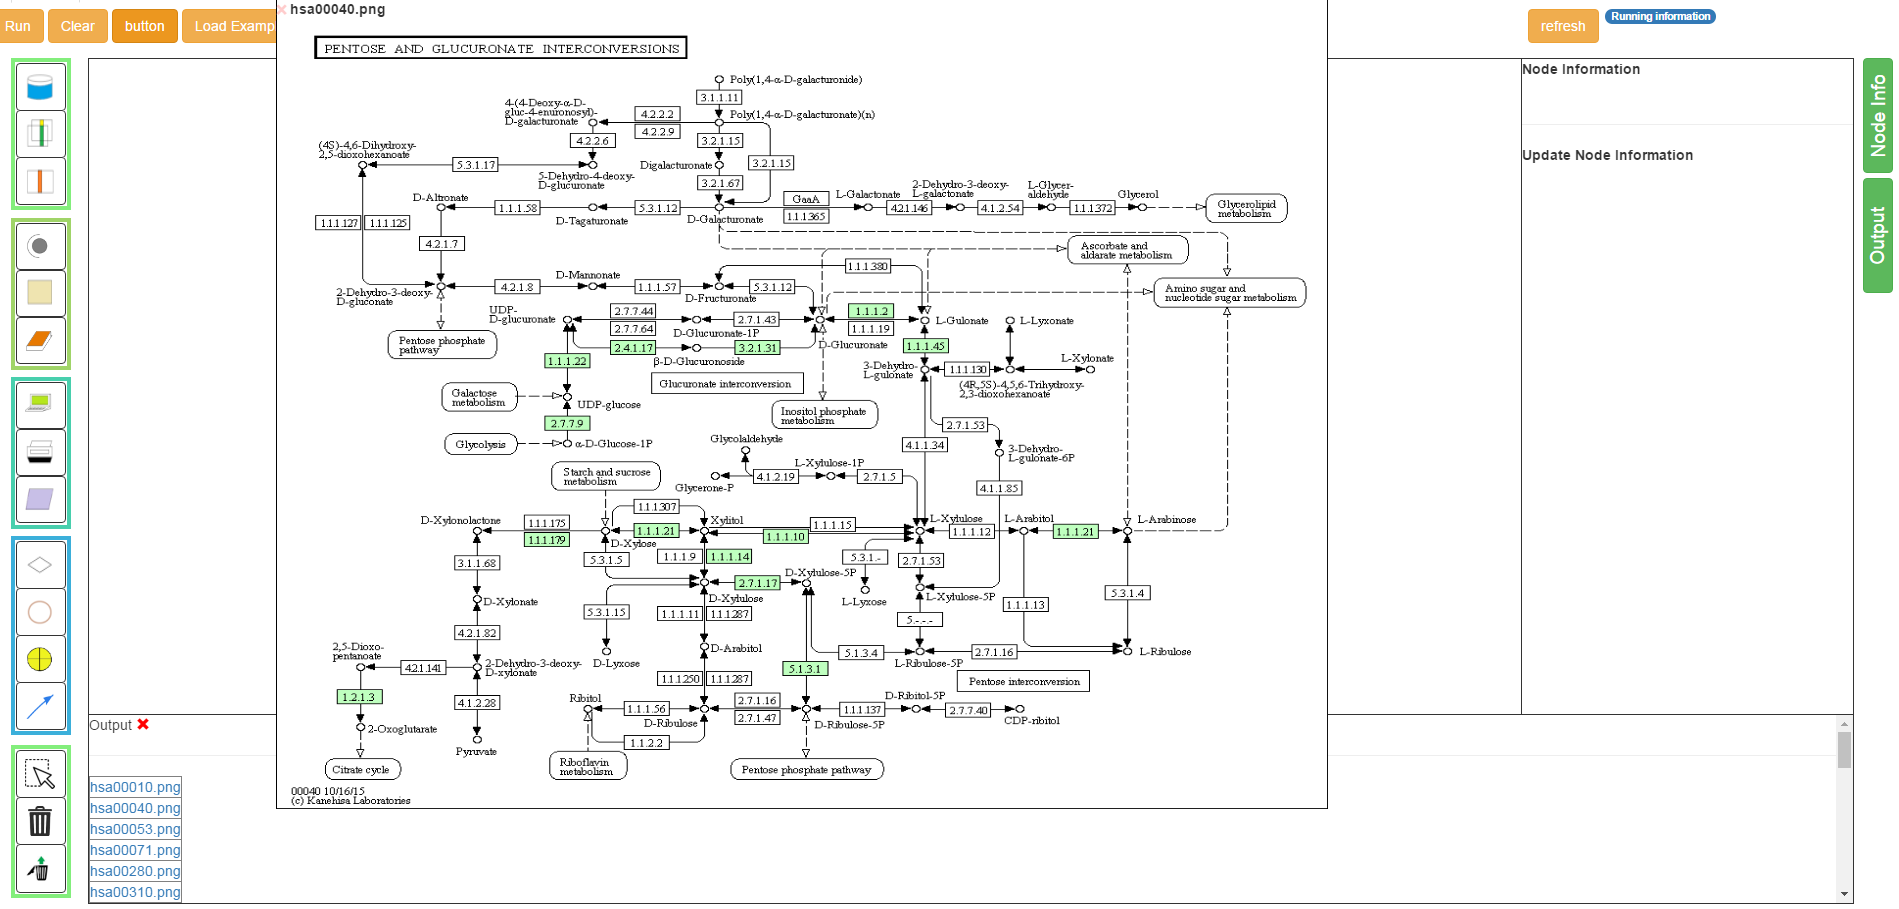 Run
Clear
button
Load Examp
hsa00040.png
refresh
Running information
Node Information
Update Node Information
Node Info
Output
PENTOSE AND GLUCURONATE INTERCONVERSIONS
Poly(1,4-α-D-galacturonide)
3.1.1.11
4-(4-Deoxy-α-D-
gluc-4-enuronosyl)-
D-galacturonate
4.2.2.2
4.2.2.9
Poly(1,4-α-D-galacturonate)(n)
4.2.2.6
3.2.1.15
3.2.1.15
(4S)-4,6-Dihydroxy-
2,5-dioxohexanoate
5.3.1.17
Digalacturonate
5-Dehydro-4-deoxy-
D-glucuronate
3.2.1.67
D-Altronate
1.1.1.58
D-Tagaturonate
5.3.1.12
D-Galacturonate
GaaA
1.1.1.365
L-Galactonate
4.2.1.146
2-Dehydro-3-deoxy-
L-galactonate
4.1.2.54
L-Glycer-
aldehyde
1.1.1.372
Glycerol
Glycerolipid
metabolism
1.1.1.127
1.1.1.125
4.2.1.7
Ascorbate and
aldarate metabolism
1.1.1.380
D-Mannonate
4.2.1.8
1.1.1.57
5.3.1.12
D-Fructuronate
2-Dehydro-3-deoxy-
D-gluconate
Amino sugar and
nucleotide sugar metabolism
UDP-
D-glucuronate
2.7.7.44
2.7.7.64
2.7.1.43
D-Glucuronate-1P
1.1.1.2
1.1.1.19
L-Gulonate
L-Lyxonate
Pentose phosphate
pathway
2.4.1.17
3.2.1.31
D-Glucuronate
1.1.1.45
1.1.1.22
β-D-Glucuronoside
3-Dehydro-
L-gulonate
1.1.1.130
L-Xylonate
(4R,5S)-4,5,6-Trihydroxy-
2,3-dioxohexanoate
Glucuronate interconversion
Galactose
metabolism
UDP-glucose
Inositol phosphate
metabolism
2.7.7.9
2.7.1.53
Glycolysis
α-D-Glucose-1P
Glycolaldehyde
4.1.1.34
3-Dehydro-
L-gulonate-6P
Starch and sucrose
metabolism
L-Xylulose-1P
4.1.2.19
2.7.1.5
Glycerone-P
4.1.1.85
1.1.1.307
D-Xylonolactone
1.1.1.175
1.1.1.179
D-Xylose
1.1.1.21
Xylitol
1.1.1.15
1.1.1.10
L-Xylulose
1.1.1.12
L-Arabitol
1.1.1.21
L-Arabinose
3.1.1.68
5.3.1.5
1.1.1.9
1.1.1.14
5.3.1.-
2.7.1.53
2.7.1.17
D-Xylulose-5P
D-Xylulose
L-Lyxose
L-Xylulose-5P
1.1.1.13
5.3.1.4
D-Xylonate
5.3.1.15
1.1.1.11
1.1.1.287
5.-.-.-
4.2.1.82
2,5-Dioxo-
pentanoate
4.2.1.141
2-Dehydro-3-deoxy-
D-xylonate
D-Lyxose
D-Arabitol
5.1.3.1
5.1.3.4
L-Ribulose-5P
2.7.1.16
L-Ribulose
1.2.1.3
4.1.2.28
1.1.1.250
1.1.1.287
Pentose interconversion
Ribitol
1.1.1.56
D-Ribulose
2.7.1.16
2.7.1.47
D-Ribulose-5P
1.1.1.137
D-Ribitol-5P
2.7.7.40
CDP-ribitol
2-Oxoglutarate
Pyruvate
1.1.2.2
Citrate cycle
Riboflavin
metabolism
Pentose phosphate pathway
00040 10/16/15
(c) Kanehisa Laboratories
Output
hsa00010.png
hsa00040.png
hsa00053.png
hsa00071.png
hsa00280.png
hsa00310.png